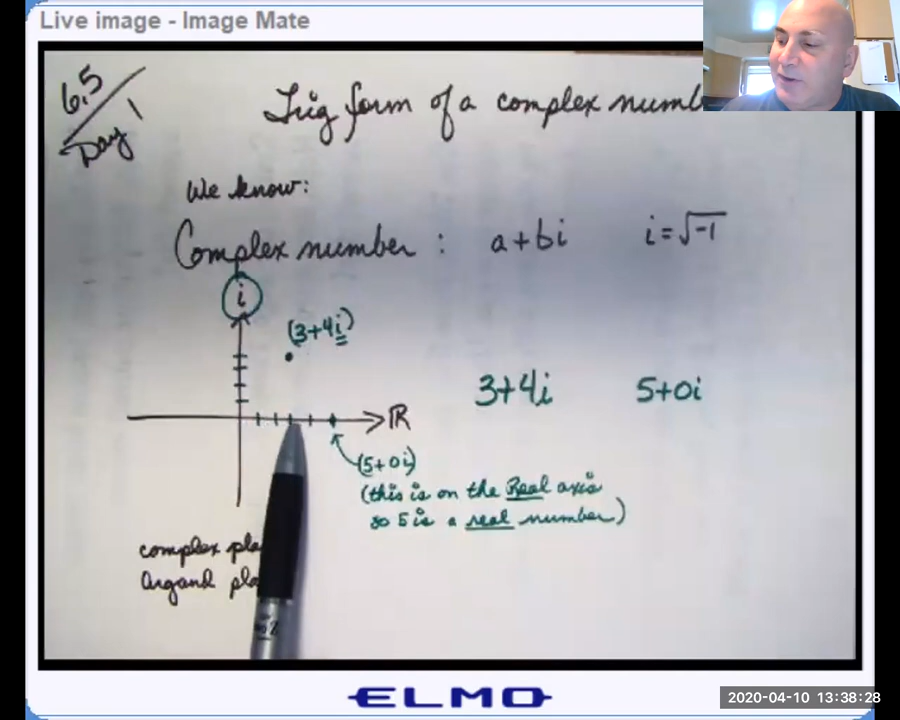 Live image - Image Mate
6.5
Day 1
Trig form of a complex numb
We know:
Complex number : a+bi i=√-1
i
(3+4i)
3+4i 5+0i
R
(5+0i)
(this is on the Real axis
so 5 is a real number)
complex pla
Argand pla
ELMO
2020-04-10 13:38:28